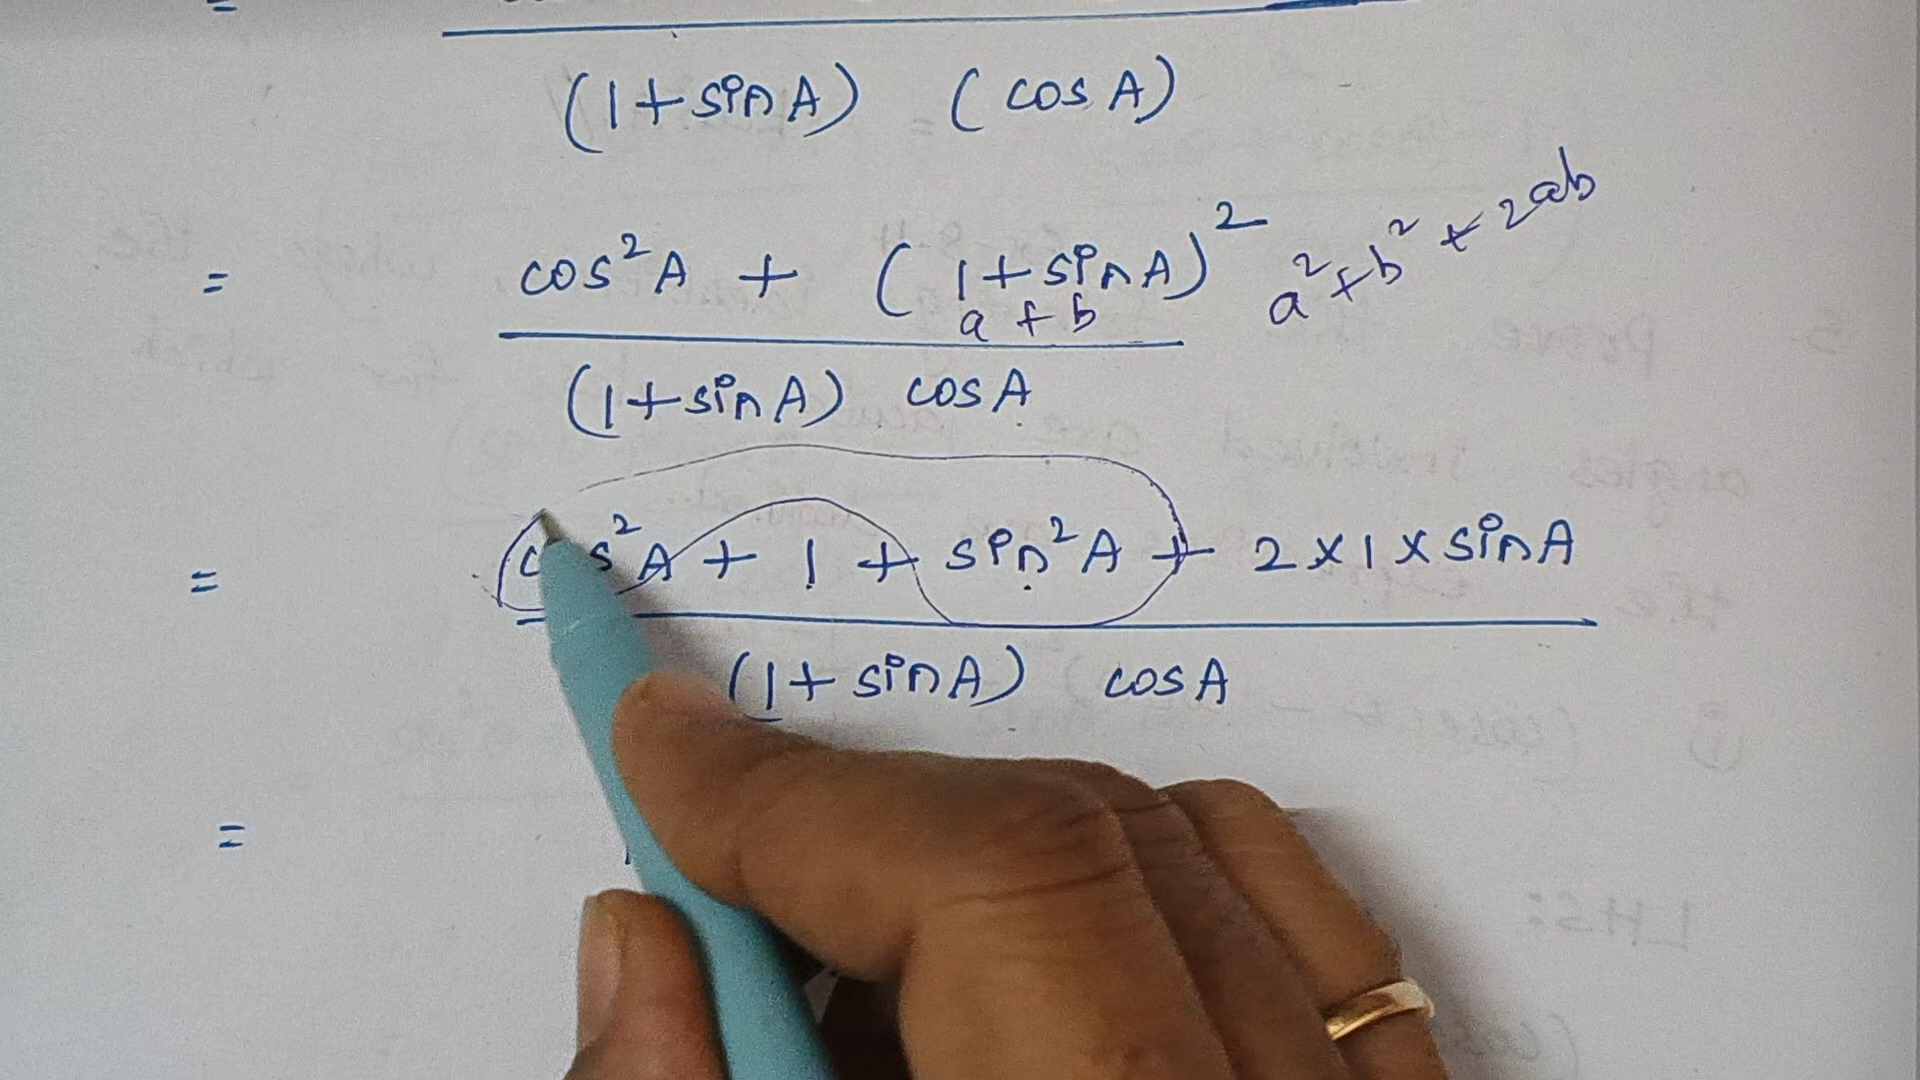 =
(1+sinA) (cosA)
= cos²A + (1+sinA)² a²+b²+2ab
a + b
(1+sinA) cosA
= cos²A + 1 + sin²A + 2×1×sinA
(1+sinA) cosA
=